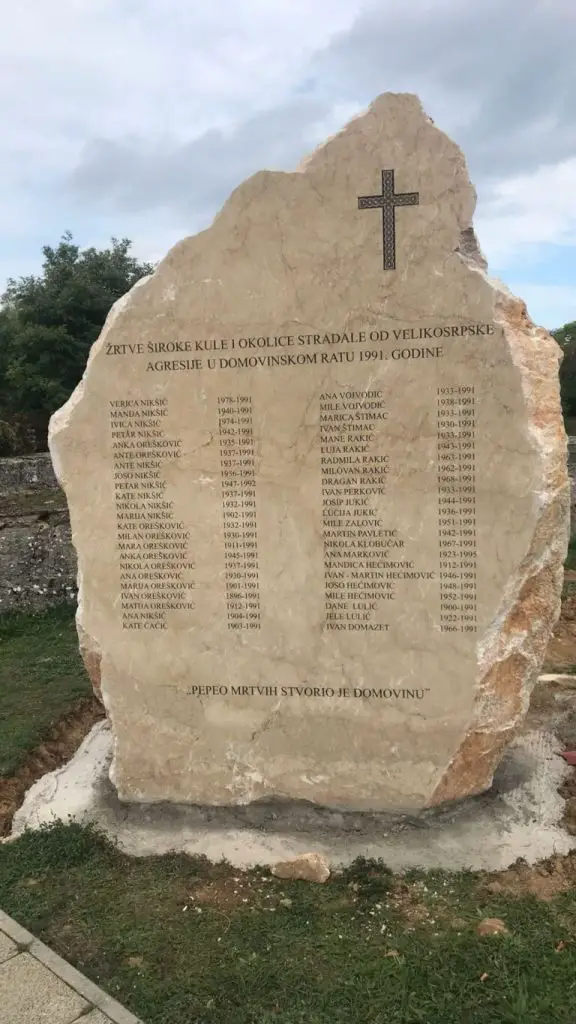 ŽRTVE ŠIROKE KULE I OKOLICE STRADALE OD VELIKOSRPSKE
AGRESIJE U DOMOVINSKOM RATU 1991. GODINE
VERICA NIKŠIĆ 1978-1991
MANDA NIKŠIĆ 1940-1991
IVICA NIKŠIĆ 1974-1991
PETAR NIKŠIĆ 1942-1991
ANKA OREŠKOVIĆ 1935-1991
ANTE OREŠKOVIĆ 1937-1991
ANTE NIKŠIĆ 1937-1991
JOSO NIKŠIĆ 1936-1991
PETAR NIKŠIĆ 1947-1992
KATE NIKŠIĆ 1937-1991
NIKOLA NIKŠIĆ 1932-1991
MARIJA NIKŠIĆ 1902-1991
KATE OREŠKOVIĆ 1932-1991
MILAN OREŠKOVIĆ 1930-1991
MARA OREŠKOVIĆ 1911-1991
ANKA OREŠKOVIĆ 1945-1991
NIKOLA OREŠKOVIĆ 1937-1991
ANA OREŠKOVIĆ 1930-1991
MARIJA OREŠKOVIĆ 1901-1991
IVAN OREŠKOVIĆ 1896-1991
MATIJA OREŠKOVIĆ 1912-1991
ANA NIKŠIĆ 1904-1991
KATE ČAČIĆ 1903-1991
ANA VOJVODIĆ 1933-1991
MILE VOJVODIĆ 1938-1991
MARICA ŠTIMAC 1933-1991
IVAN ŠTIMAC 1930-1991
MANE RAKIĆ 1933-1991
LUJA RAKIĆ 1943-1991
RADMILA RAKIĆ 1963-1991
MILOVAN RAKIĆ 1962-1991
DRAGAN RAKIĆ 1968-1991
IVAN PERKOVIĆ 1933-1991
JOSIP JUKIĆ 1944-1991
LUCIJA JUKIĆ 1936-1991
MILE ZALOVIĆ 1951-1991
MARTIN PAVLETIĆ 1942-1991
NIKOLA KLOBUČAR 1967-1991
ANA MARKOVIĆ 1923-1995
MANDICA HEĆIMOVIĆ 1912-1991
IVAN - MARTIN HEĆIMOVIĆ 1946-1991
JOSO HEĆIMOVIĆ 1948-1991
MILE HEĆIMOVIĆ 1952-1991
DANE LULIĆ 1900-1991
JELE LULIĆ 1922-1991
IVAN DOMAZET 1966-1991
„PEPEO MRTVIH STVORIO JE DOMOVINU”